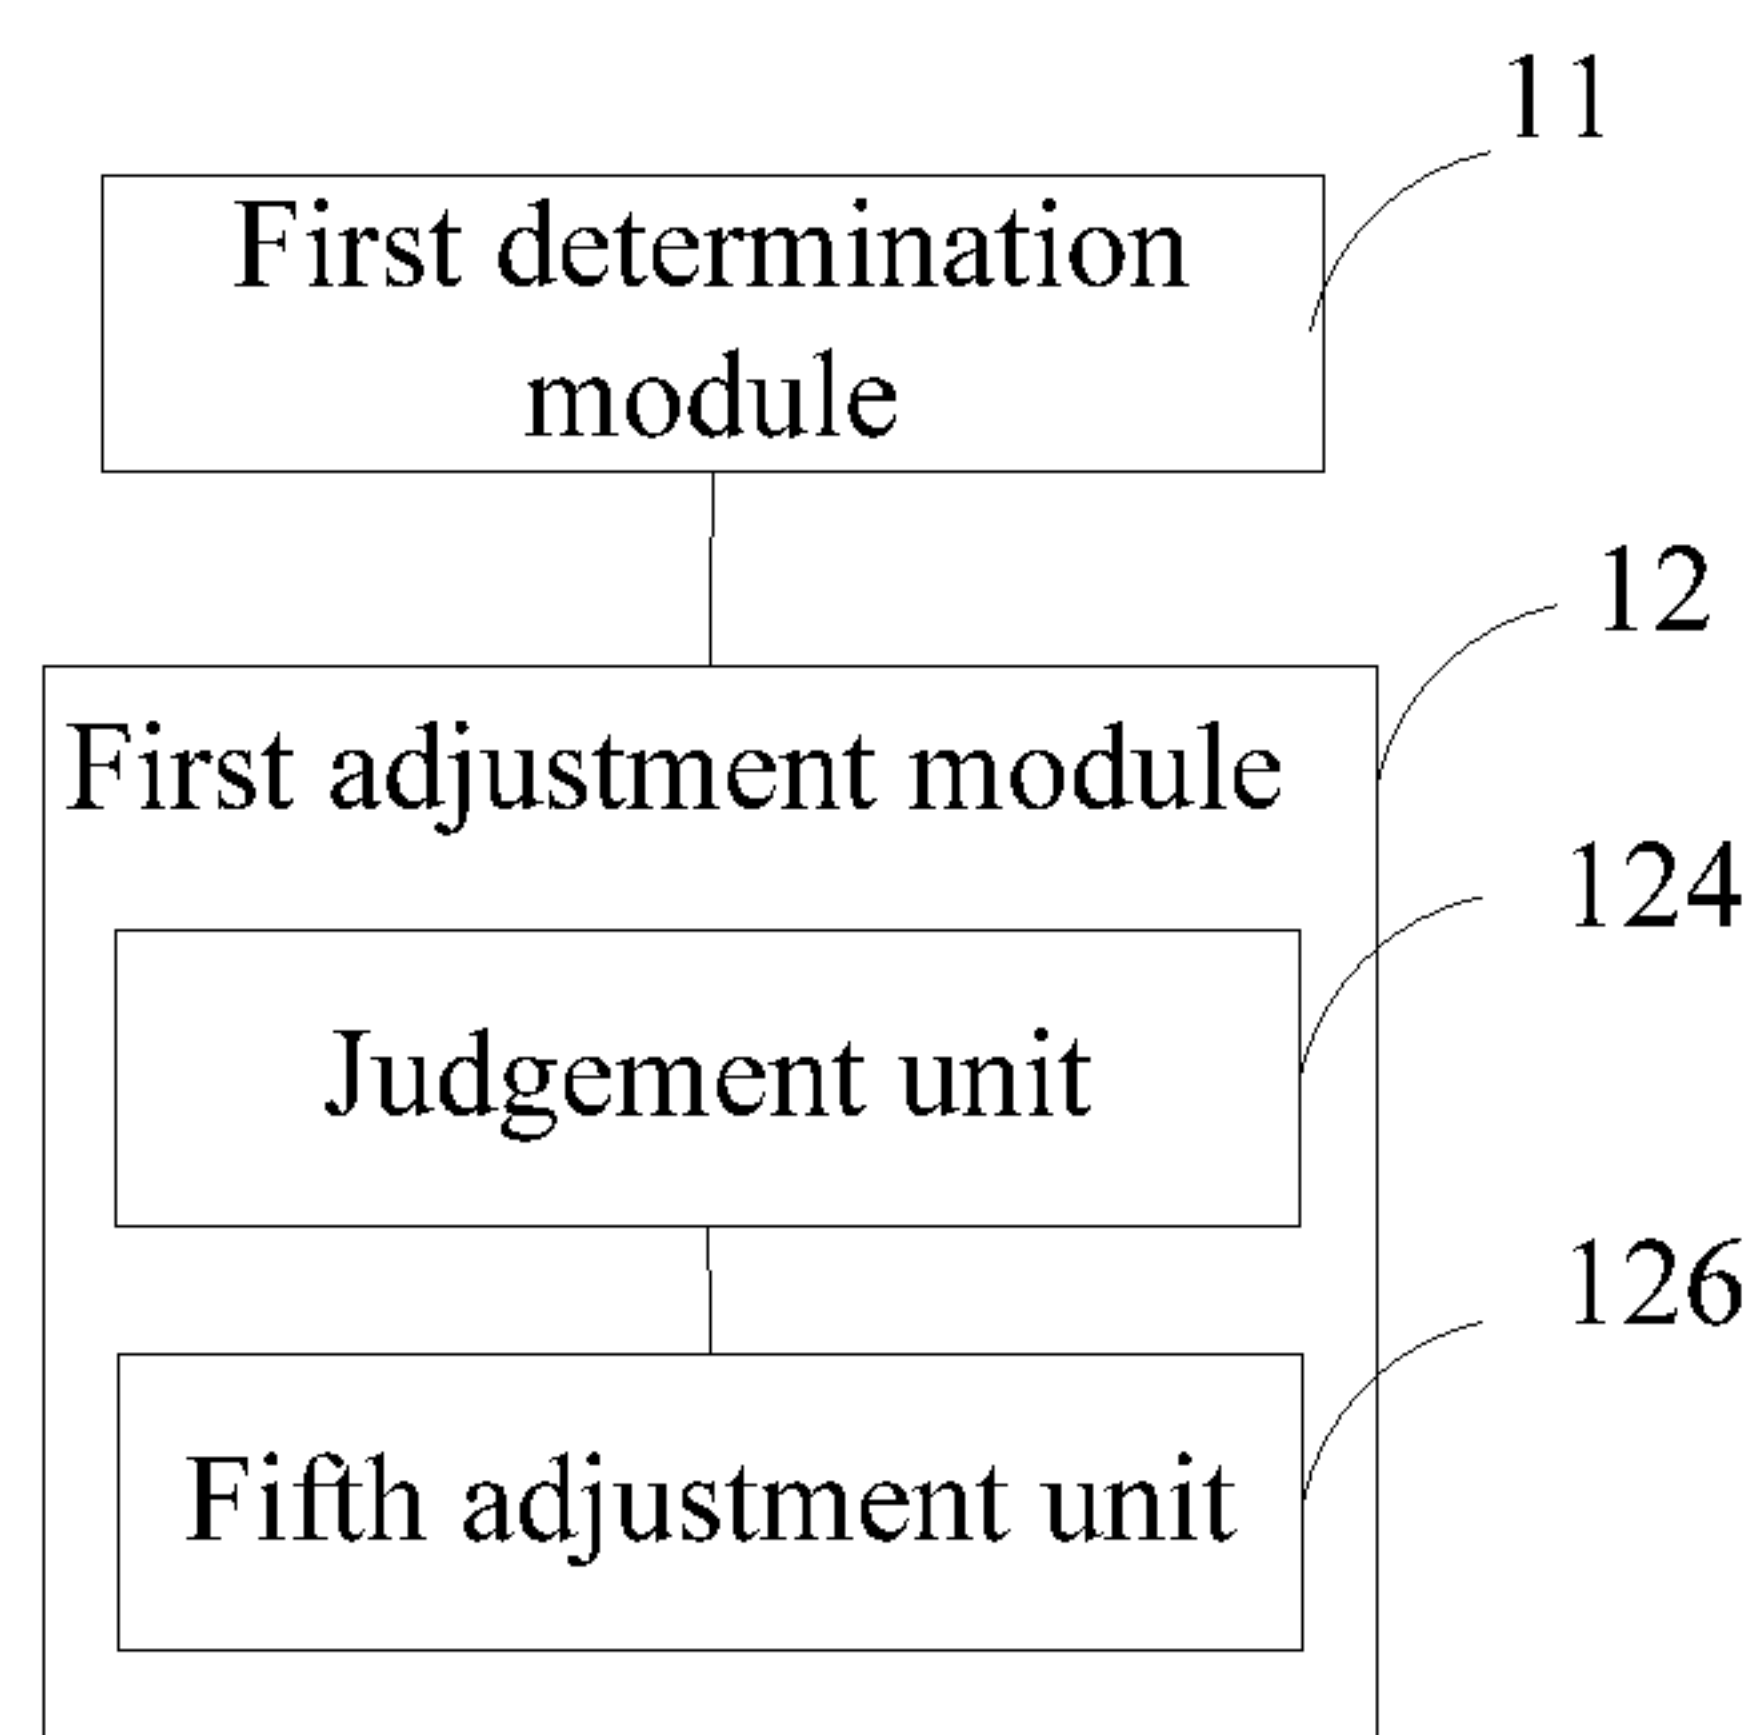 11
First determination
module
12
First adjustment module
124
Judgement unit
126
Fifth adjustment unit